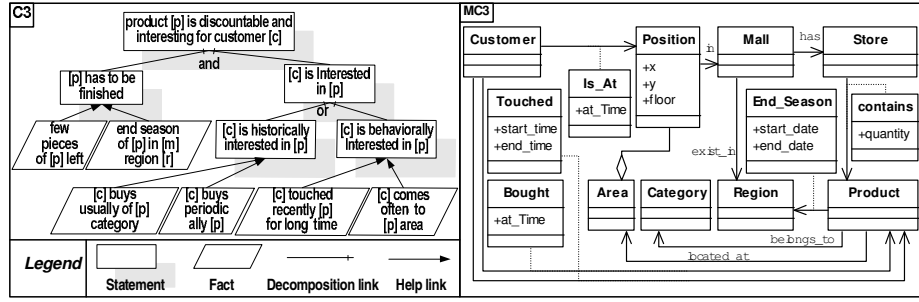 C3
product [p] is discountable and
interesting for customer [c]
and
[p] has to be
finished
[c] is Interested
in [p]
or
few
pieces
of [p] left
end season
of [p] in [m]
region [r]
[c] is historically
interested in [p]
[c] is behaviorally
interested in [p]
[c] buys
usually of [p]
category
[c] buys
periodic
ally [p]
[c] touched
recently [p]
for long time
[c] comes
often to
[p] area
Legend
Statement
Fact
Decomposition link
Help link
MC3
Customer
Position
+x
+y
+floor
in
Mall
has
Store
Is_At
+at_Time
Touched
+start_time
+end_time
End_Season
+start_date
+end_date
contains
+quantity
exist_in
Bought
+at_Time
Area
Category
Region
Product
belongs_to
located_at